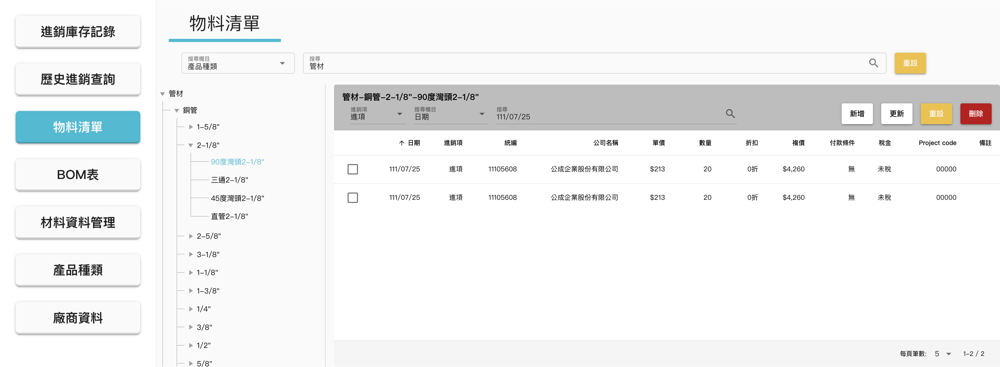 進銷庫存記錄
歷史進銷查詢
物料清單
BOM表
材料資料管理
產品種類
廠商資料
物料清單
搜尋欄目
產品種類
搜尋
管材
重設
管材
銅管
1-5/8"
2-1/8"
90度灣頭2-1/8"
三通2-1/8"
45度灣頭2-1/8"
直管2-1/8"
2-5/8"
3-1/8"
1-1/8"
1-3/8"
1/4"
3/8"
1/2"
5/8"
管材-銅管-2-1/8"-90度灣頭2-1/8"
進銷項
進項
搜尋欄目
日期
搜尋
111/07/25
新增 更新 重設 刪除
日期 進銷項 統編 公司名稱 單價 數量 折扣 複價 付款條件 稅金 Project code 備註
111/07/25 進項 11105608 公成企業股份有限公司 $213 20 0折 $4,260 無 未稅 00000
111/07/25 進項 11105608 公成企業股份有限公司 $213 20 0折 $4,260 無 未稅 00000
每頁筆數: 5 1-2 / 2